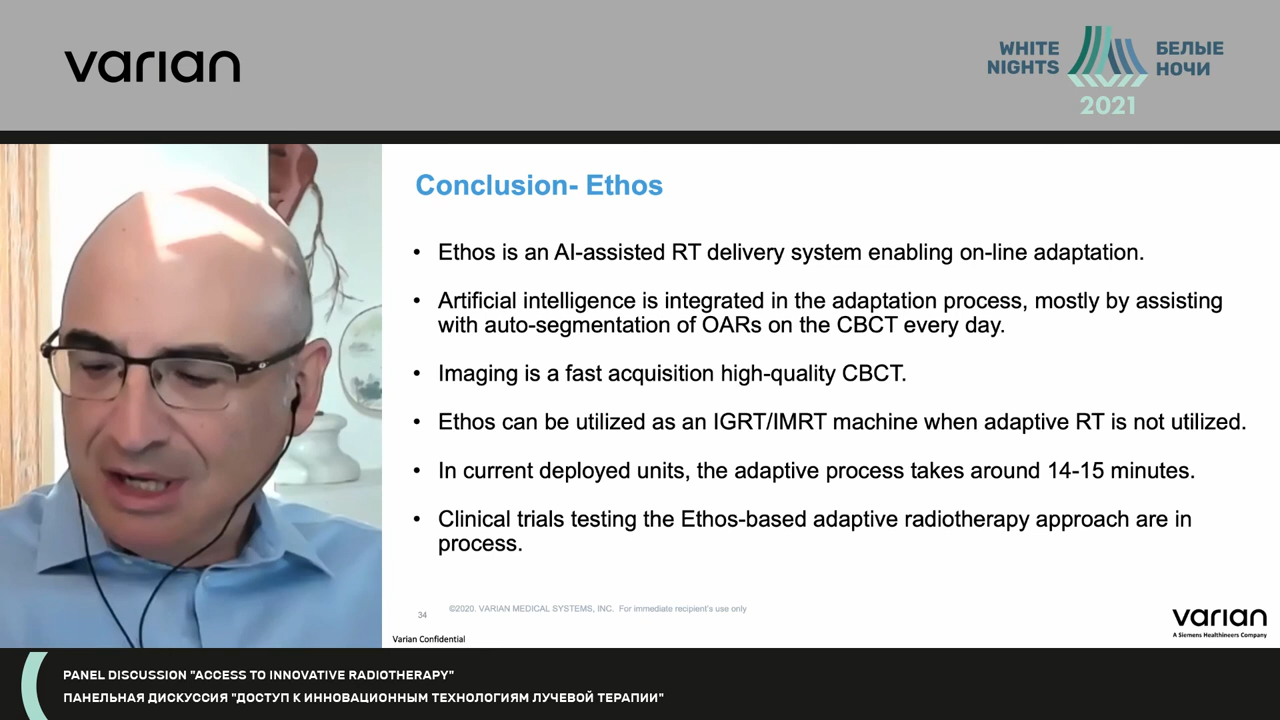 varian
WHITE
NIGHTS
БЕЛЫЕ
НОЧИ
2021
Conclusion- Ethos
• Ethos is an AI-assisted RT delivery system enabling on-line adaptation.
• Artificial intelligence is integrated in the adaptation process, mostly by assisting
with auto-segmentation of OARs on the CBCT every day.
• Imaging is a fast acquisition high-quality CBCT.
• Ethos can be utilized as an IGRT/IMRT machine when adaptive RT is not utilized.
• In current deployed units, the adaptive process takes around 14-15 minutes.
• Clinical trials testing the Ethos-based adaptive radiotherapy approach are in
process.
34
©2020. VARIAN MEDICAL SYSTEMS, INC. For immediate recipient's use only
Varian Confidential
varian
A Siemens Healthineers Company
PANEL DISCUSSION "ACCESS TO INNOVATIVE RADIOTHERAPY"
ПАНЕЛЬНАЯ ДИСКУССИЯ "ДОСТУП К ИННОВАЦИОННЫМ ТЕХНОЛОГИЯМ ЛУЧЕВОЙ ТЕРАПИИ"